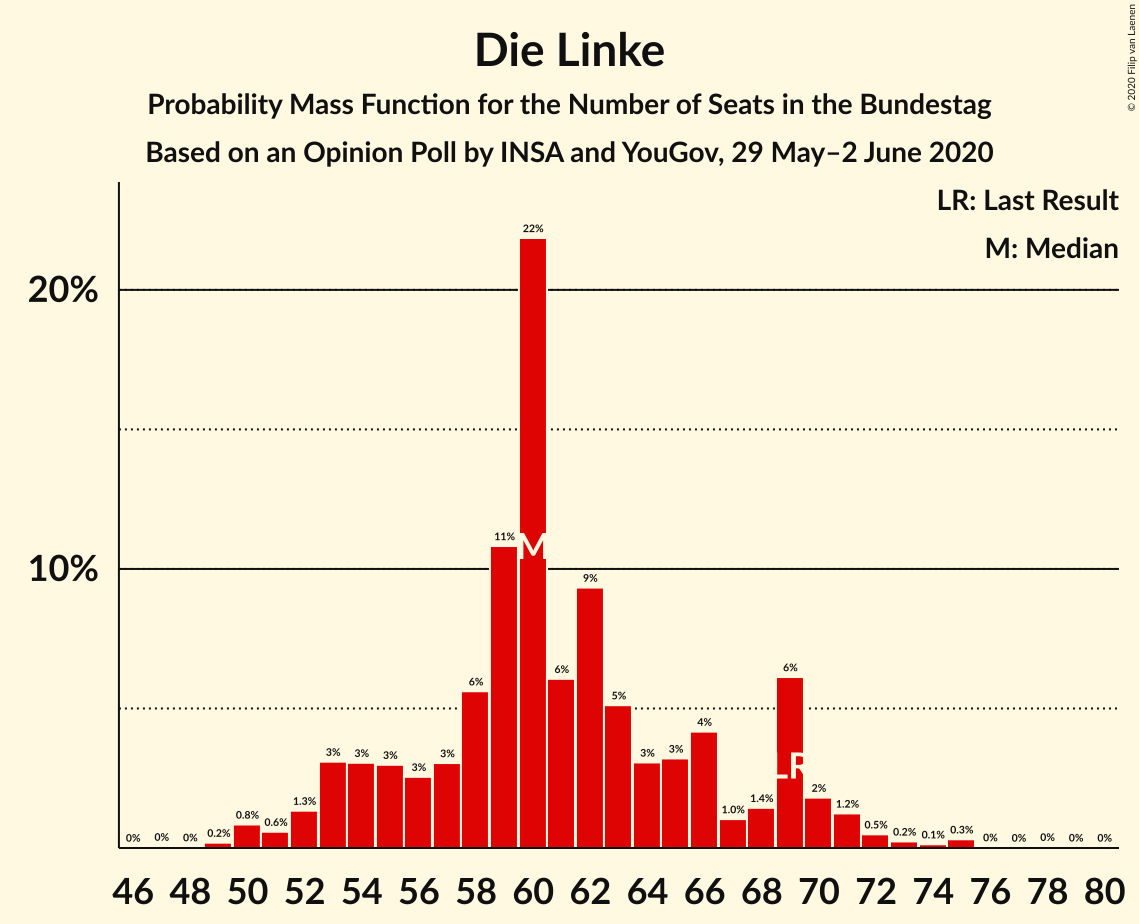 Die Linke
Probability Mass Function for the Number of Seats in the Bundestag
Based on an Opinion Poll by INSA and YouGov, 29 May–2 June 2020
© 2020 Filip van Laenen
LR: Last Result
M: Median
20%
10%
0% 0% 0% 0.2% 0.8% 0.6% 1.3% 3% 3% 3% 3% 3% 6% 11% 22% 6% 9% 5% 3% 3% 4% 1.0% 1.4% 6% 2% 1.2% 0.5% 0.2% 0.1% 0.3% 0% 0% 0% 0% 0%
M
LR
46 48 50 52 54 56 58 60 62 64 66 68 70 72 74 76 78 80